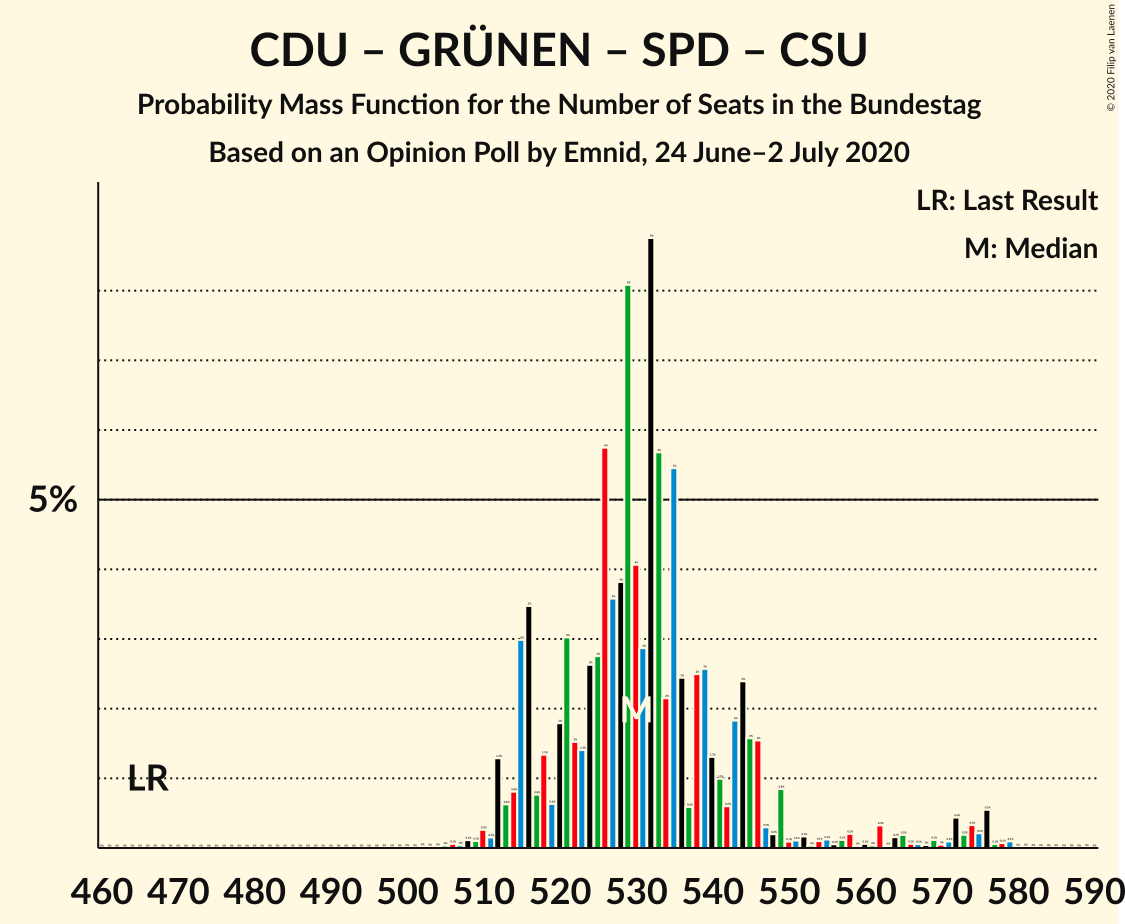 CDU – GRÜNEN – SPD – CSU
Probability Mass Function for the Number of Seats in the Bundestag
Based on an Opinion Poll by Emnid, 24 June–2 July 2020
© 2020 Filip van Laenen
LR: Last Result
M: Median
5%
LR
M
460 470 480 490 500 510 520 530 540 550 560 570 580 590